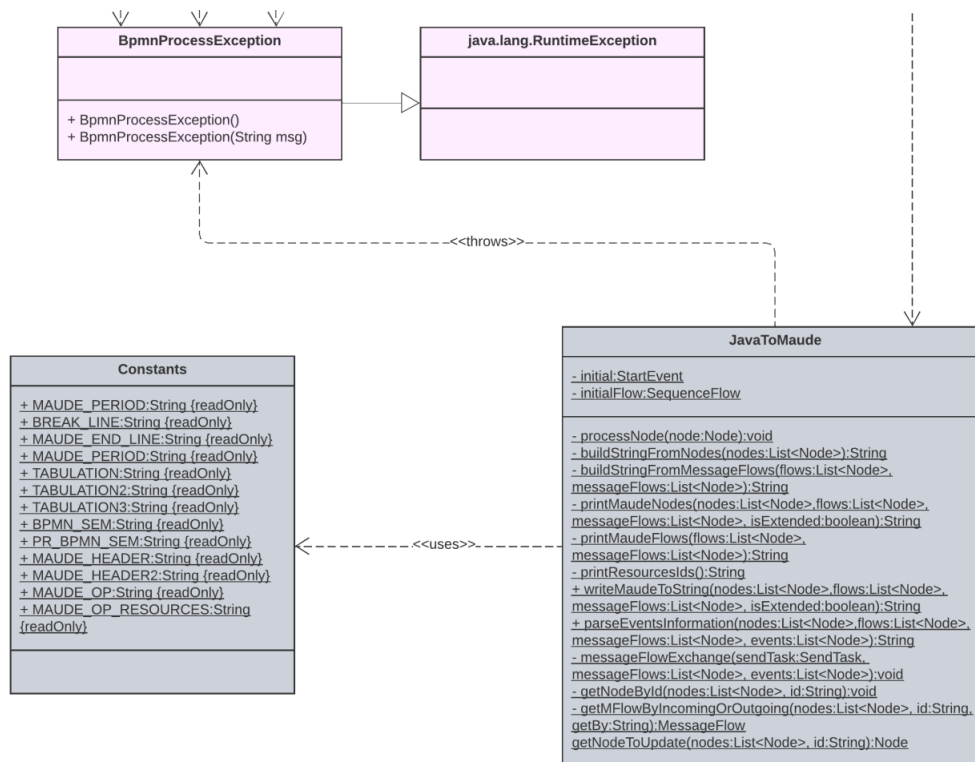 BpmnProcessException
java.lang.RuntimeException
+ BpmnProcessException()
+ BpmnProcessException(String msg)
<<throws>>
JavaToMaude
- initial:StartEvent
- initialFlow:SequenceFlow
- processNode(node:Node):void
- buildStringFromNodes(nodes:List<Node>):String
- buildStringFromMessageFlows(flows:List<Node>,
messageFlows:List<Node>):String
- printMaudeNodes(nodes:List<Node>,flows:List<Node>,
messageFlows:List<Node>, isExtended:boolean):String
- printMaudeFlows(flows:List<Node>,
messageFlows:List<Node>):String
- printResourcesIds():String
+ writeMaudeToString(nodes:List<Node>,flows:List<Node>,
messageFlows:List<Node>, isExtended:boolean):String
+ parseEventsInformation(nodes:List<Node>,flows:List<Node>,
messageFlows:List<Node>, events:List<Node>):String
- messageFlowExchange(sendTask:SendTask,
messageFlows:List<Node>, events:List<Node>):void
- getNodeById(nodes:List<Node>, id:String):void
- getMFlowByIncomingOrOutgoing(nodes:List<Node>, id:String,
getBy:String):MessageFlow
getNodeToUpdate(nodes:List<Node>, id:String):Node
<<uses>>
Constants
+ MAUDE_PERIOD:String {readOnly}
+ BREAK_LINE:String {readOnly}
+ MAUDE_END_LINE:String {readOnly}
+ MAUDE_PERIOD:String {readOnly}
+ TABULATION:String {readOnly}
+ TABULATION2:String {readOnly}
+ TABULATION3:String {readOnly}
+ BPMN_SEM:String {readOnly}
+ PR_BPMN_SEM:String {readOnly}
+ MAUDE_HEADER:String {readOnly}
+ MAUDE_HEADER2:String {readOnly}
+ MAUDE_OP:String {readOnly}
+ MAUDE_OP_RESOURCES:String
{readOnly}